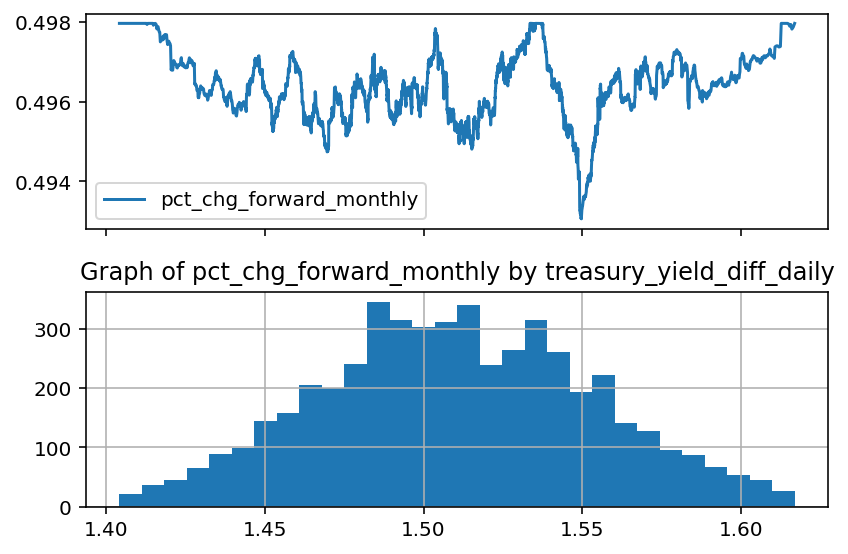 0.498
0.496
0.494
pct_chg_forward_monthly
Graph of pct_chg_forward_monthly by treasury_yield_diff_daily
300
200
100
0
1.40 1.45 1.50 1.55 1.60